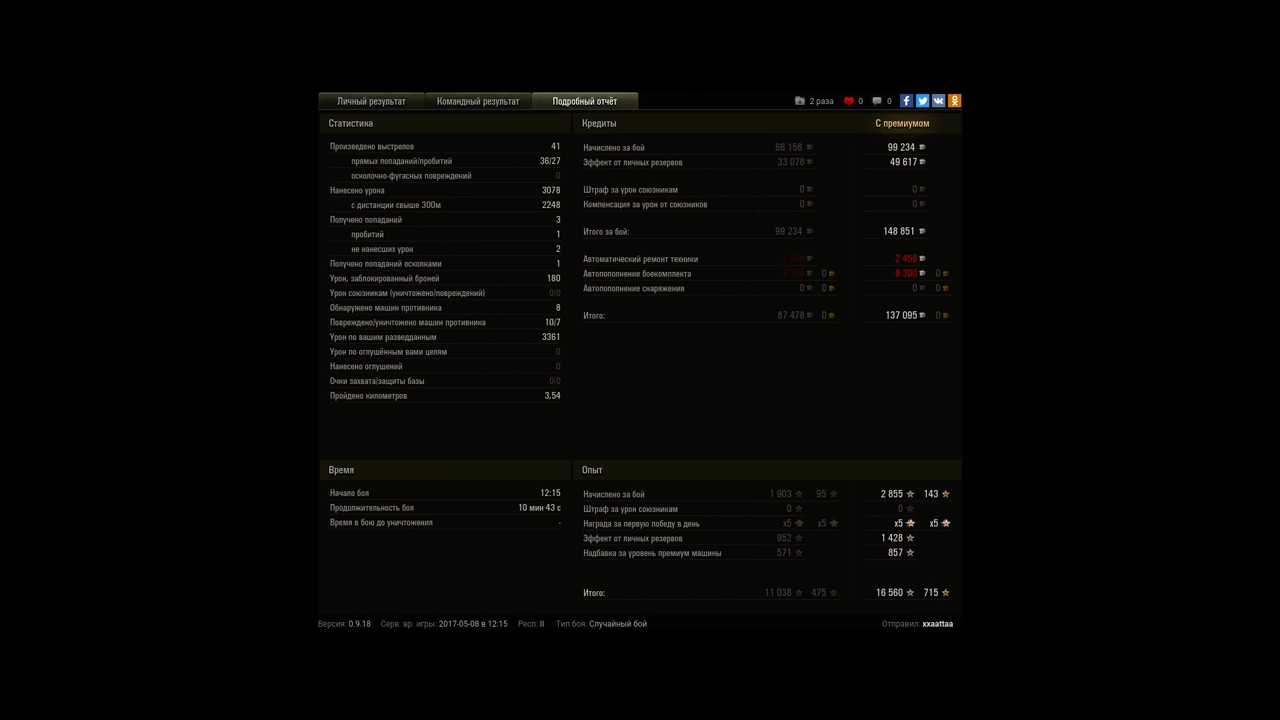 Личный результат Командный результат Подробный отчёт 2 раза 0 0
Статистика
Произведено выстрелов 41
прямых попаданий/пробитий 36/27
осколочно-фугасных повреждений 0
Нанесено урона 3078
с дистанции свыше 300м 2248
Получено попаданий 3
пробитий 1
не нанесших урон 2
Получено попаданий осколками 1
Урон, заблокированный броней 180
Урон союзникам (уничтожено/повреждений) 0/0
Обнаружено машин противника 8
Повреждено/уничтожено машин противника 10/7
Урон по вашим разведданным 3361
Урон по оглушённым вами целям 0
Нанесено оглушений 0
Очки захвата/защиты базы 0/0
Пройдено километров 3,54
Кредиты С премиумом
Начислено за бой 66 156 99 234
Эффект от личных резервов 33 078 49 617
Штраф за урон союзникам 0 0
Компенсация за урон от союзников 0 0
Итого за бой: 99 234 148 851
Автоматический ремонт техники -2 456
Автопополнение боекомплекта 0 -9 300 0
Автопополнение снаряжения 0 0 0 0
Итого: 87 478 0 137 095 0
Время
Начало боя 12:15
Продолжительность боя 10 мин 43 с
Время в бою до уничтожения -
Опыт
Начислено за бой 1 903 95 2 855 143
Штраф за урон союзникам 0 0
Награда за первую победу в день x5 x5 x5 x5
Эффект от личных резервов 952 1 428
Надбавка за уровень премиум машины 571 857
Итого: 11 038 475 16 560 715
Версия: 0.9.18 Серв. вр. игры: 2017-05-08 в 12:15 Респ: II Тип боя: Случайный бой Отправил: xxaattaa